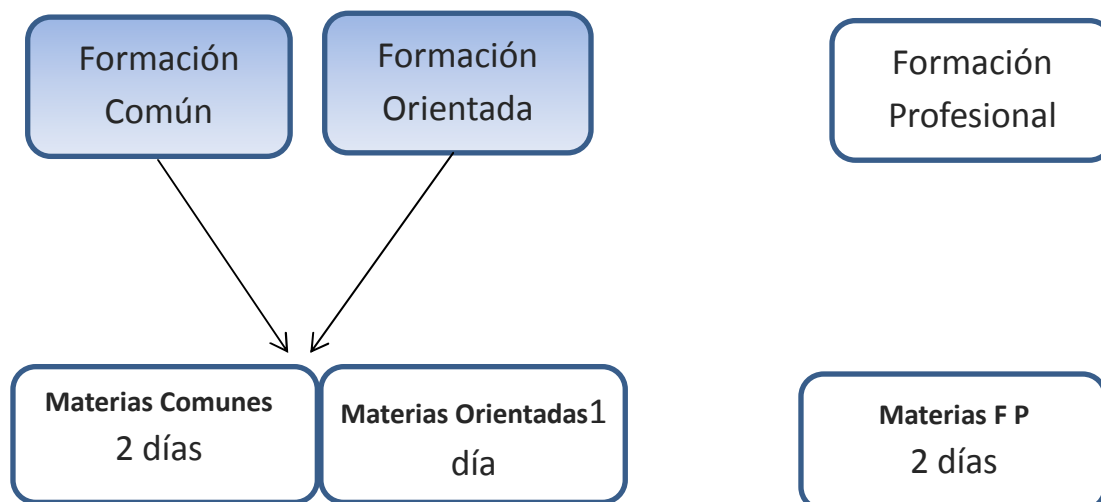 Formación
Común
Formación
Orientada
Formación
Profesional
Materias Comunes
2 días
Materias Orientadas1
día
Materias F P
2 días